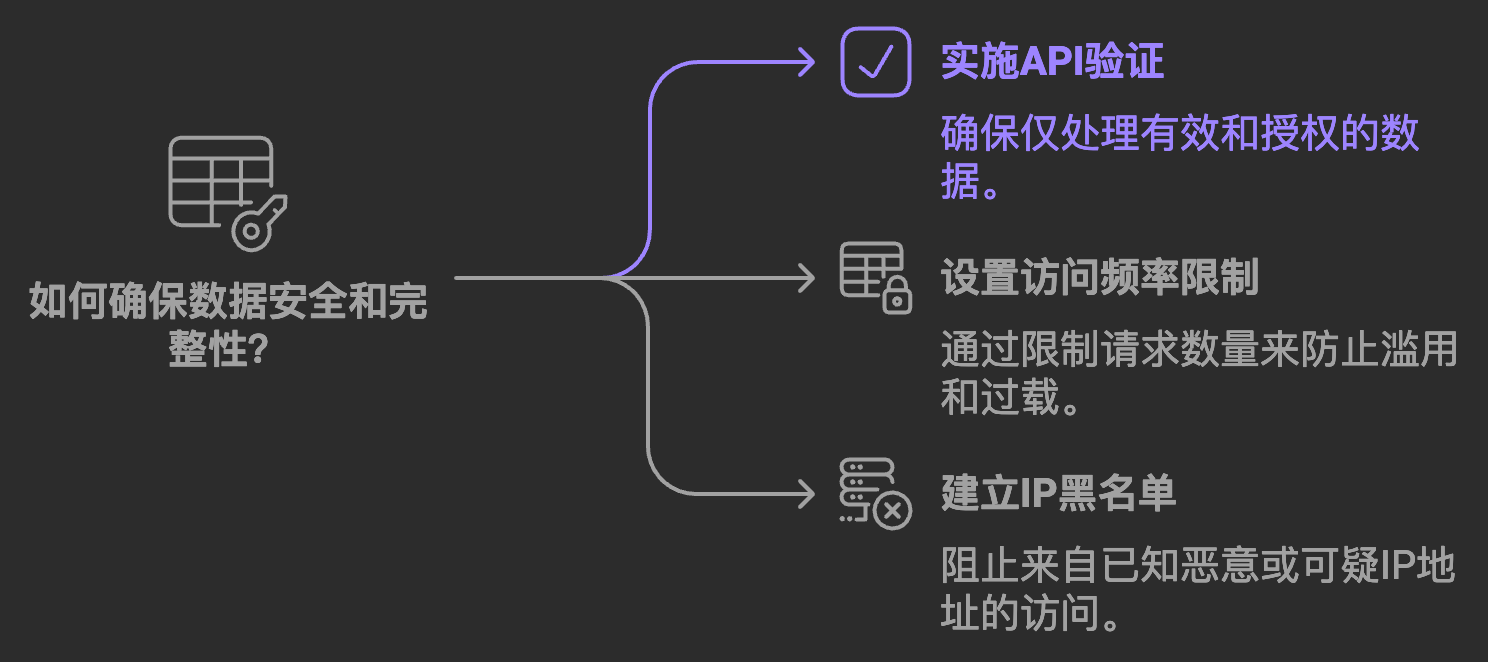 如何确保数据安全和完
整性?
实施API验证
确保仅处理有效和授权的数
据。
设置访问频率限制
通过限制请求数量来防止滥用
和过载。
建立IP黑名单
阻止来自已知恶意或可疑IP地
址的访问。